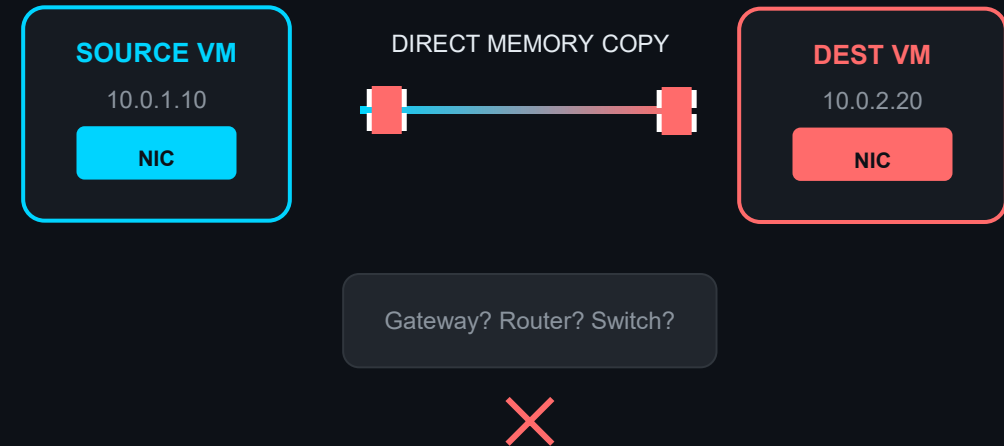 SOURCE VM
10.0.1.10
NIC
DIRECT MEMORY COPY
DEST VM
10.0.2.20
NIC
Gateway? Router? Switch?